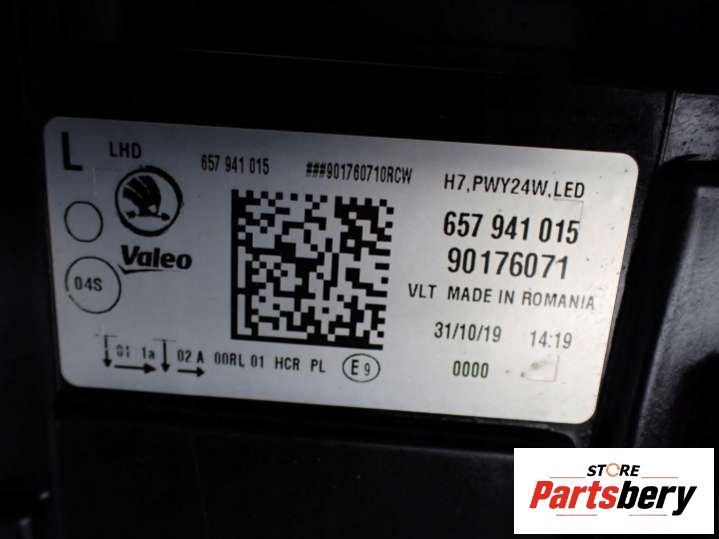 L LHD 657 941 015 ###901760710RCW H7,PWY24W,LED
657 941 015
Valeo 90176071
04S VLT MADE IN ROMANIA
31/10/19 14:19
01 1a 02 A 00RL 01 HCR PL E9 0000
STORE
Partsbery